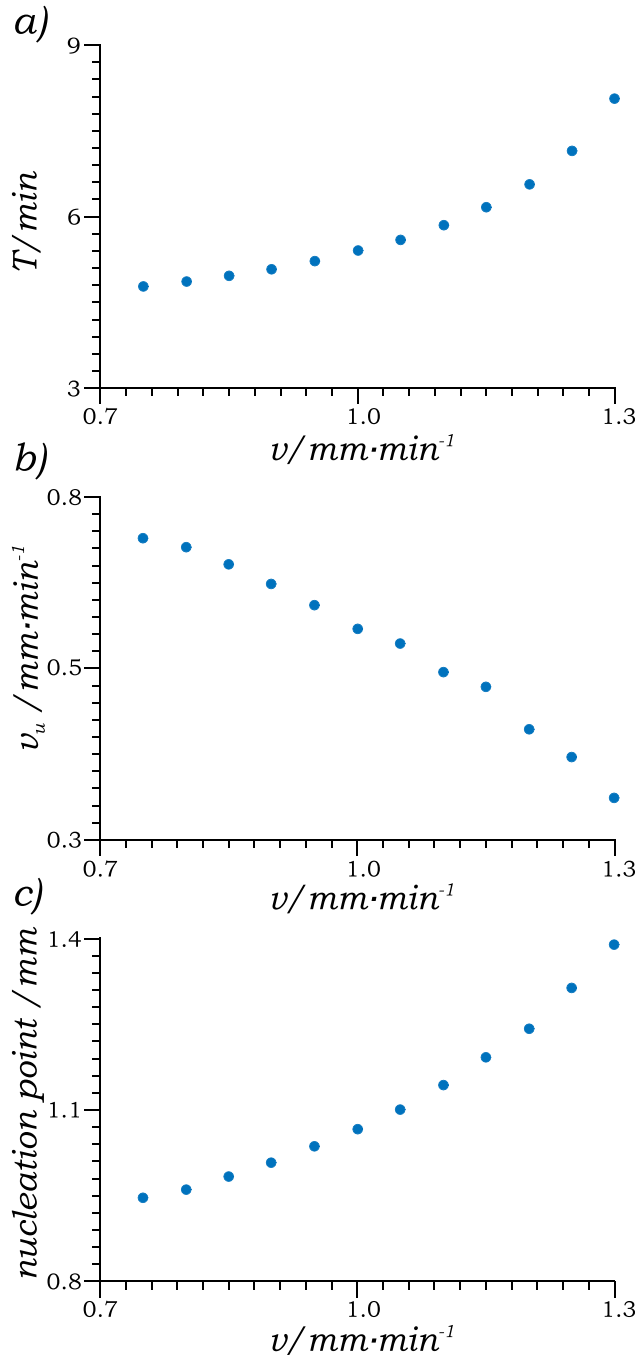 a)
9
6
3
T/min
0.7 1.0 1.3
v/mm·min⁻¹
b)
0.8
0.5
0.3
vᵤ/mm·min⁻¹
0.7 1.0 1.3
v/mm·min⁻¹
c)
1.4
1.1
0.8
nucleation point/mm
0.7 1.0 1.3
v/mm·min⁻¹